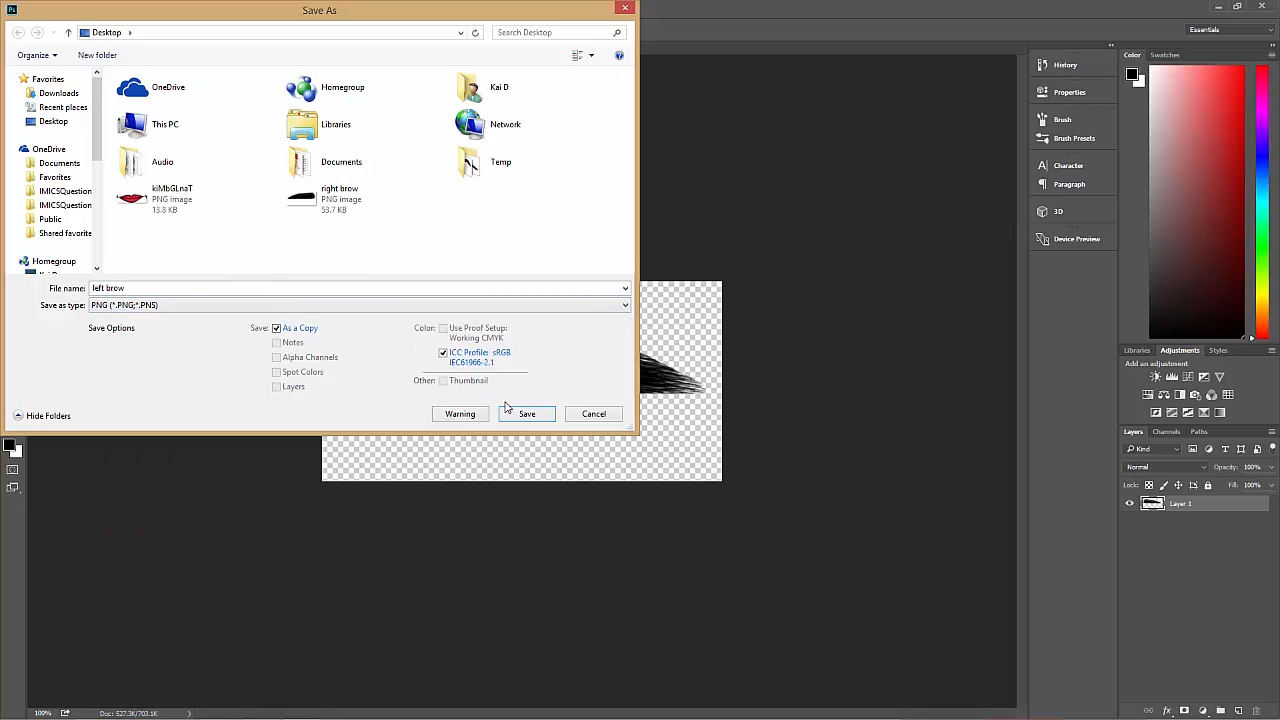 Ps
Save As
Essentials
Desktop
Search Desktop
Organize
New folder
Favorites
Downloads
Recent places
Desktop
OneDrive
Documents
Favorites
IMICSQuestion
IMICSQuestion
Public
Shared favorite
Homegroup
OneDrive
Homegroup
Kai D
This PC
Libraries
Network
Audio
Documents
Temp
kiMbGLnaT
PNG image
13.8 KB
right brow
PNG image
53.7 KB
File name: left brow
Save as type: PNG (*.PNG;*.PNS)
Save Options
Save: As a Copy
Notes
Alpha Channels
Spot Colors
Layers
Color: Use Proof Setup:
Working CMYK
ICC Profile: sRGB
IEC61966-2.1
Other: Thumbnail
Hide Folders
Warning
Save
Cancel
History
Properties
Brush
Brush Presets
Character
Paragraph
3D
Device Preview
Color Swatches
Libraries Adjustments Styles
Add an adjustment
Layers Channels Paths
Kind
Normal Opacity: 100%
Lock: Fill: 100%
Layer 1
100%
Doc: 527.3K/703.1K